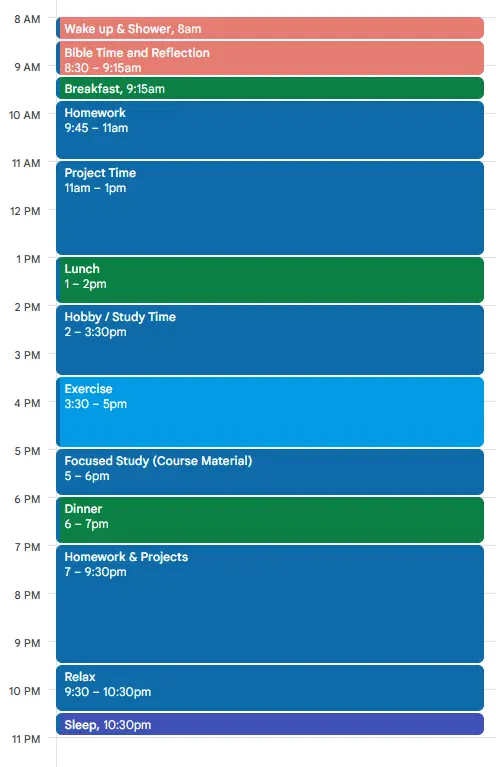 8 AM
Wake up & Shower, 8am
Bible Time and Reflection
8:30 – 9:15am
9 AM
Breakfast, 9:15am
10 AM
Homework
9:45 – 11am
11 AM
Project Time
11am – 1pm
12 PM
1 PM
Lunch
1 – 2pm
2 PM
Hobby / Study Time
2 – 3:30pm
3 PM
Exercise
3:30 – 5pm
4 PM
5 PM
Focused Study (Course Material)
5 – 6pm
6 PM
Dinner
6 – 7pm
7 PM
Homework & Projects
7 – 9:30pm
8 PM
9 PM
Relax
9:30 – 10:30pm
10 PM
Sleep, 10:30pm
11 PM